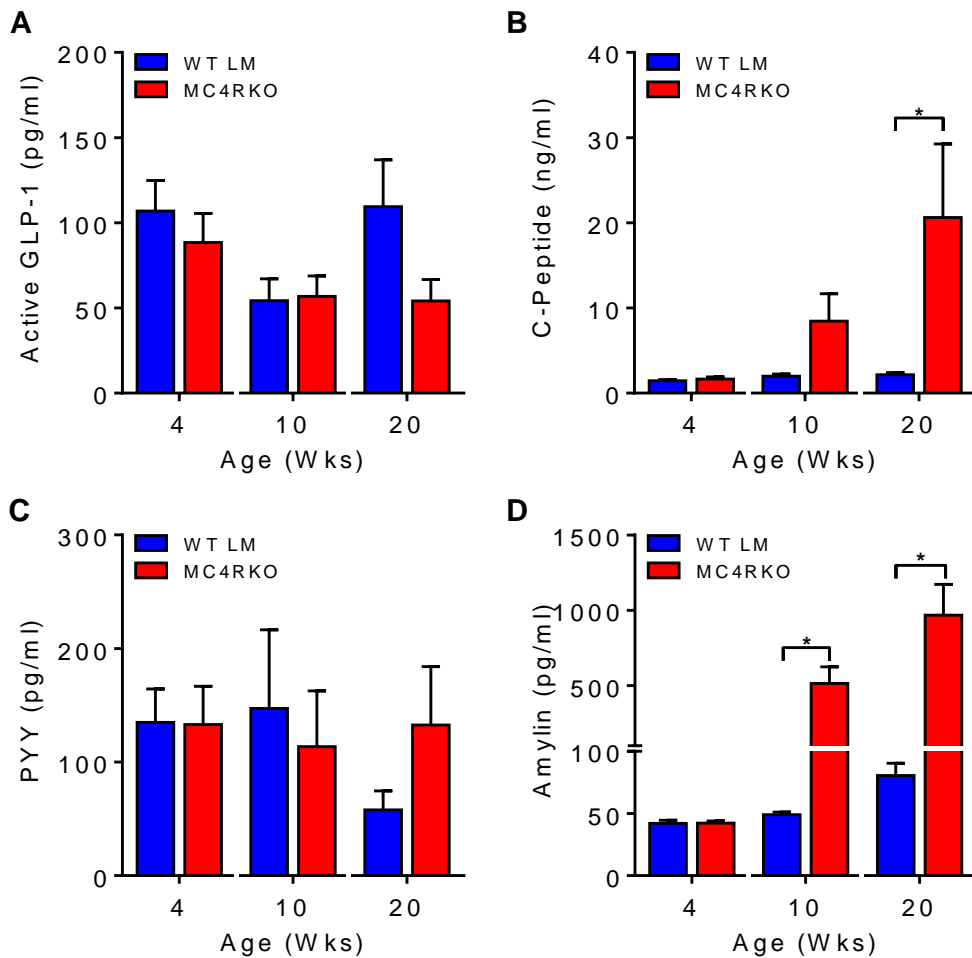 A
Active GLP-1 (pg/ml)
200
150
100
50
0
WT LM
MC4RKO
4 10 20
Age (Wks)
B
C-Peptide (ng/ml)
40
30
20
10
0
WT LM
MC4RKO
*
4 10 20
Age (Wks)
C
PYY (pg/ml)
300
200
100
0
WT LM
MC4RKO
4 10 20
Age (Wks)
D
Amylin (pg/ml)
1500
1000
500
100
50
0
WT LM
MC4RKO
*
*
4 10 20
Age (Wks)